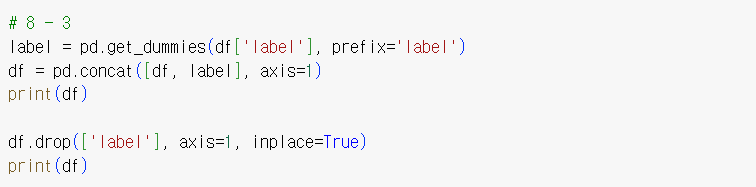 # 8 - 3
label = pd.get_dummies(df['label'], prefix='label')
df = pd.concat([df, label], axis=1)
print(df)

df.drop(['label'], axis=1, inplace=True)
print(df)